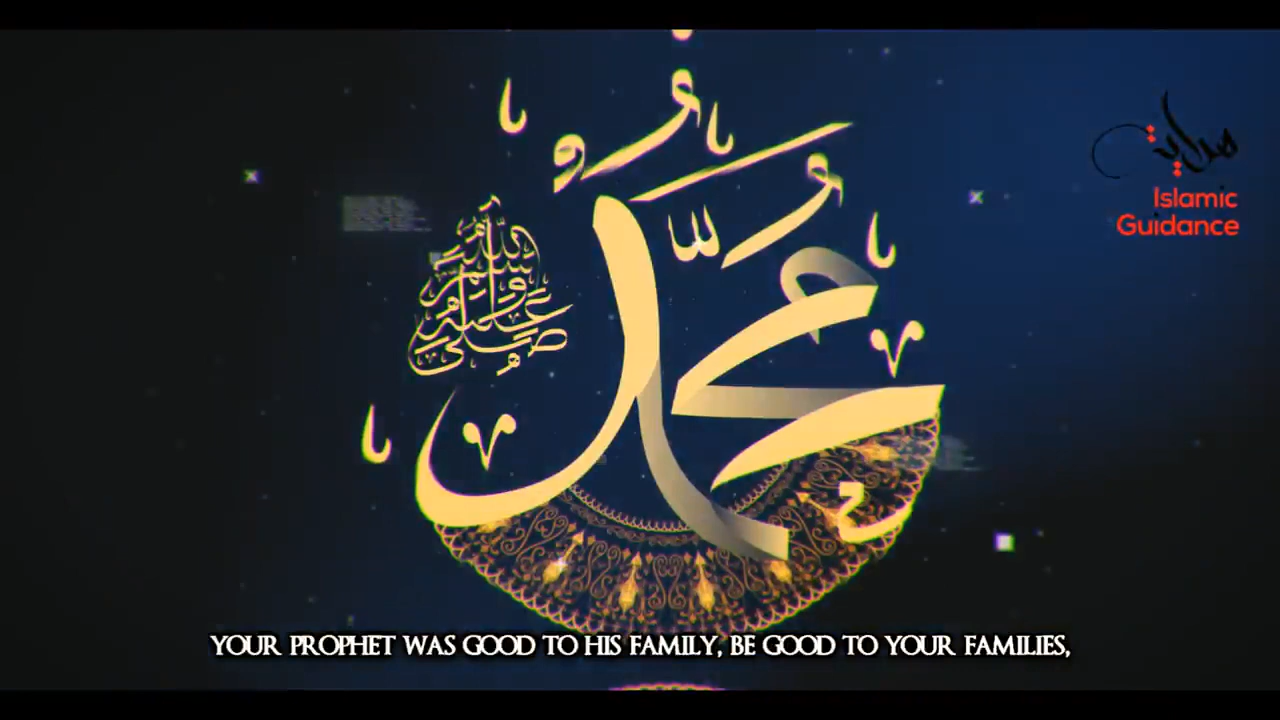 محمد
صلى الله عليه وسلم
هداية
Islamic
Guidance
YOUR PROPHET WAS GOOD TO HIS FAMILY, BE GOOD TO YOUR FAMILIES,